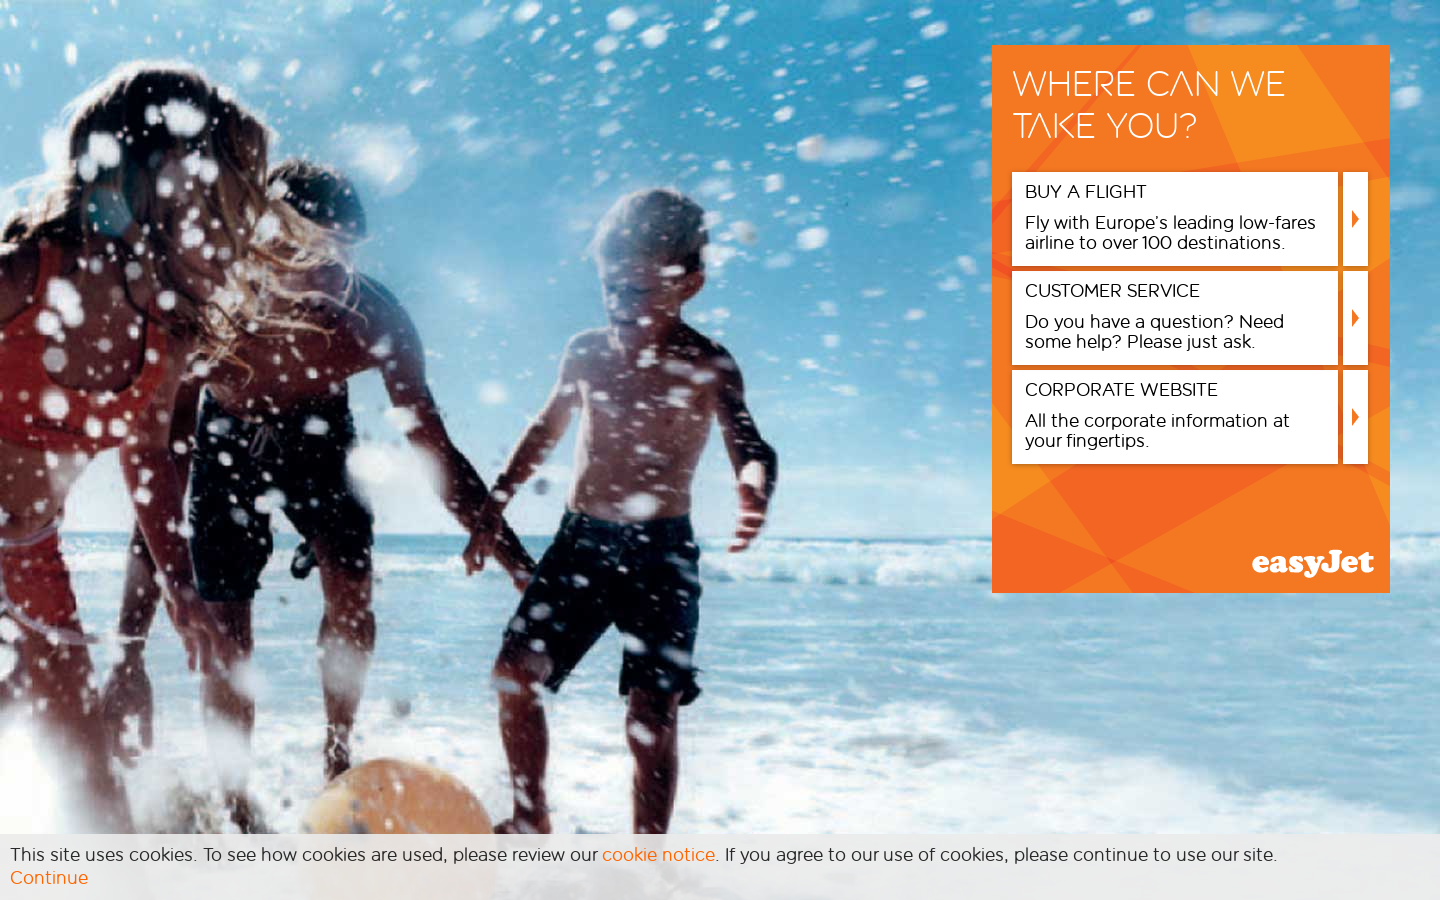 WHERE CAN WE
TAKE YOU?
BUY A FLIGHT
Fly with Europe's leading low-fares
airline to over 100 destinations.
CUSTOMER SERVICE
Do you have a question? Need
some help? Please just ask.
CORPORATE WEBSITE
All the corporate information at
your fingertips.
easyJet
This site uses cookies. To see how cookies are used, please review our cookie notice. If you agree to our use of cookies, please continue to use our site.
Continue